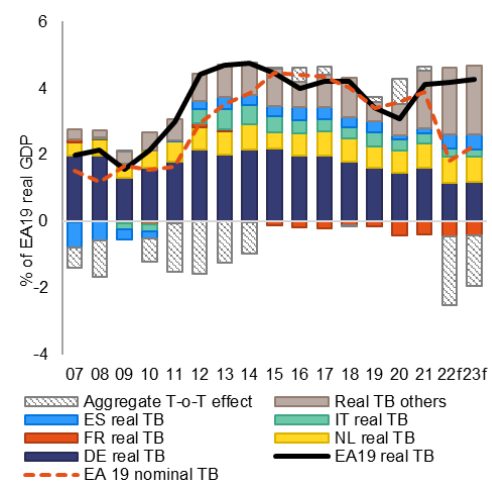 6
4
2
0
-2
-4
% of EA19 real GDP
07 08 09 10 11 12 13 14 15 16 17 18 19 20 21 22f 23f
Aggregate T-o-T effect Real TB others
ES real TB IT real TB
FR real TB NL real TB
DE real TB EA19 real TB
EA 19 nominal TB